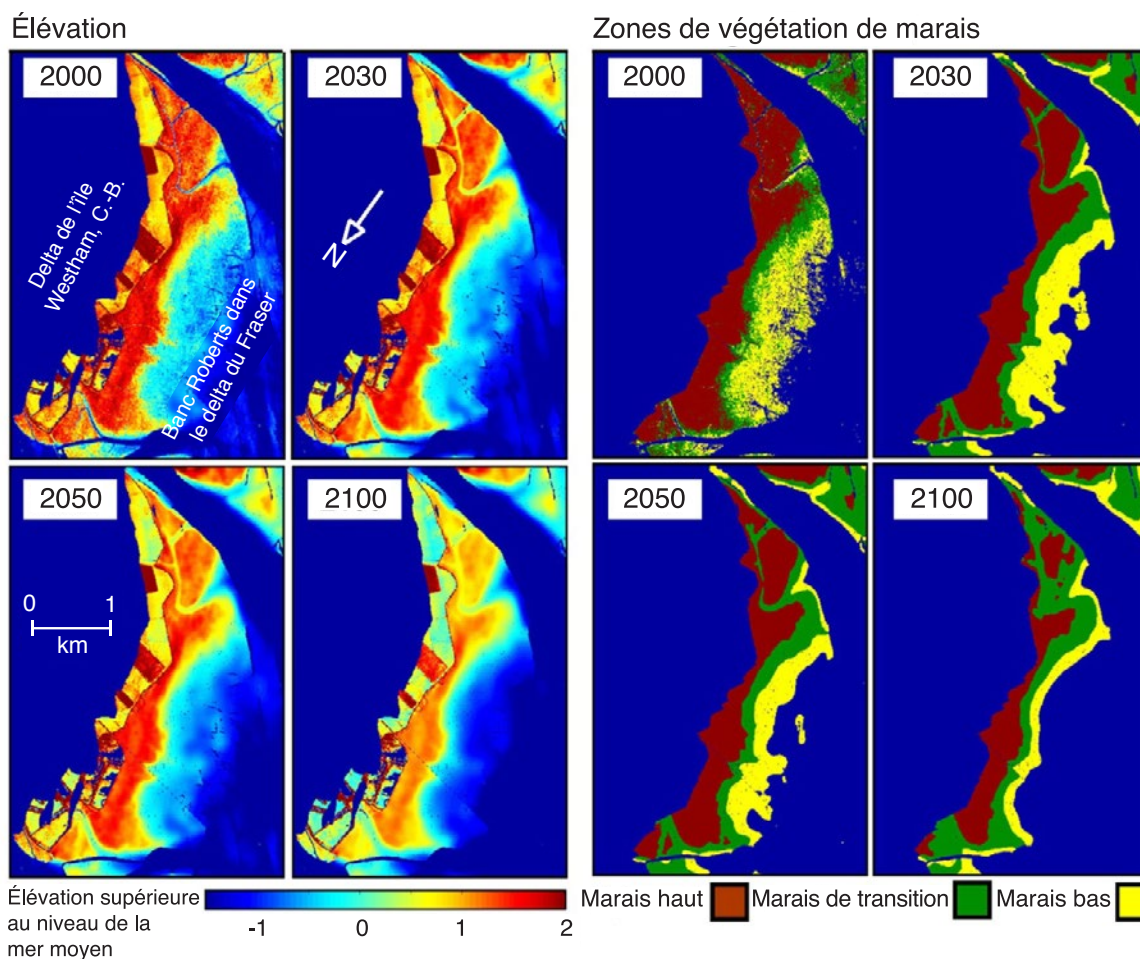 Élévation
Zones de végétation de marais
2000
2030
2000
2030
Delta de l'île
Westham, C.-B.
N
Banc Roberts dans
le delta du Fraser
2050
2100
2050
2100
0 1
km
Élévation supérieure
au niveau de la
mer moyen
-1 0 1 2
Marais haut
Marais de transition
Marais bas